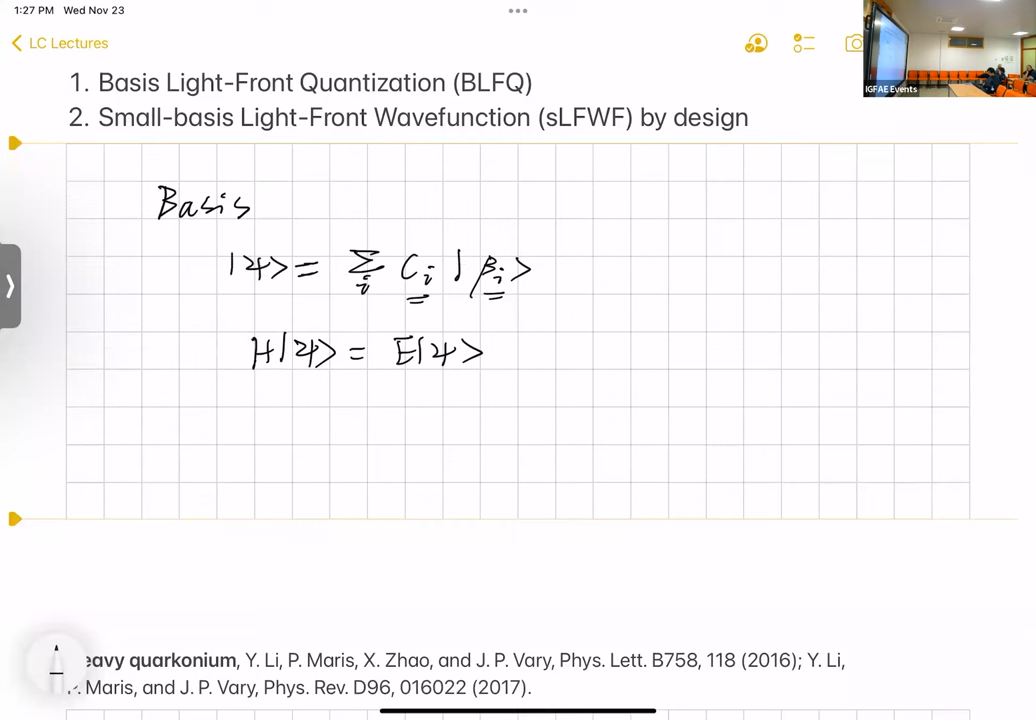 1:27 PM Wed Nov 23
LC Lectures
IGFAE Events
1. Basis Light-Front Quantization (BLFQ)
2. Small-basis Light-Front Wavefunction (sLFWF) by design
Basis
|ψ> = Σ_i C_i |β_i>
H|ψ> = E|ψ>
eavy quarkonium, Y. Li, P. Maris, X. Zhao, and J. P. Vary, Phys. Lett. B758, 118 (2016); Y. Li,
Maris, and J. P. Vary, Phys. Rev. D96, 016022 (2017).